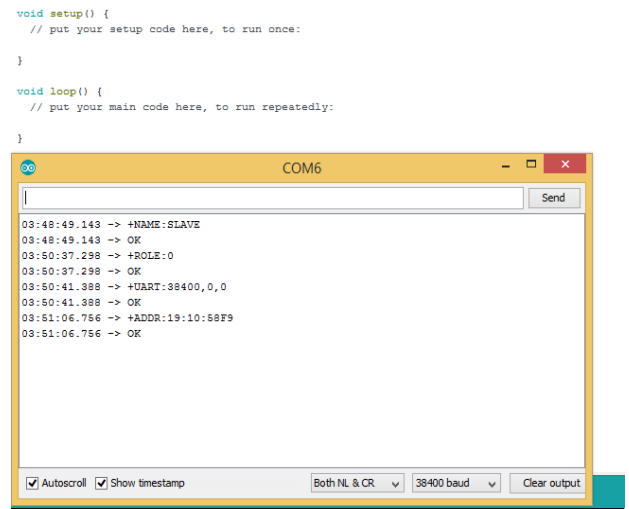 void setup() {
// put your setup code here, to run once:
}
void loop() {
// put your main code here, to run repeatedly:
}
COM6
Send
03:48:49.143 -> +NAME:SLAVE
03:48:49.143 -> OK
03:50:37.298 -> +ROLE:0
03:50:37.298 -> OK
03:50:41.388 -> +UART:38400,0,0
03:50:41.388 -> OK
03:51:06.756 -> +ADDR:19:10:58F9
03:51:06.756 -> OK
Autoscroll Show timestamp Both NL & CR 38400 baud Clear output